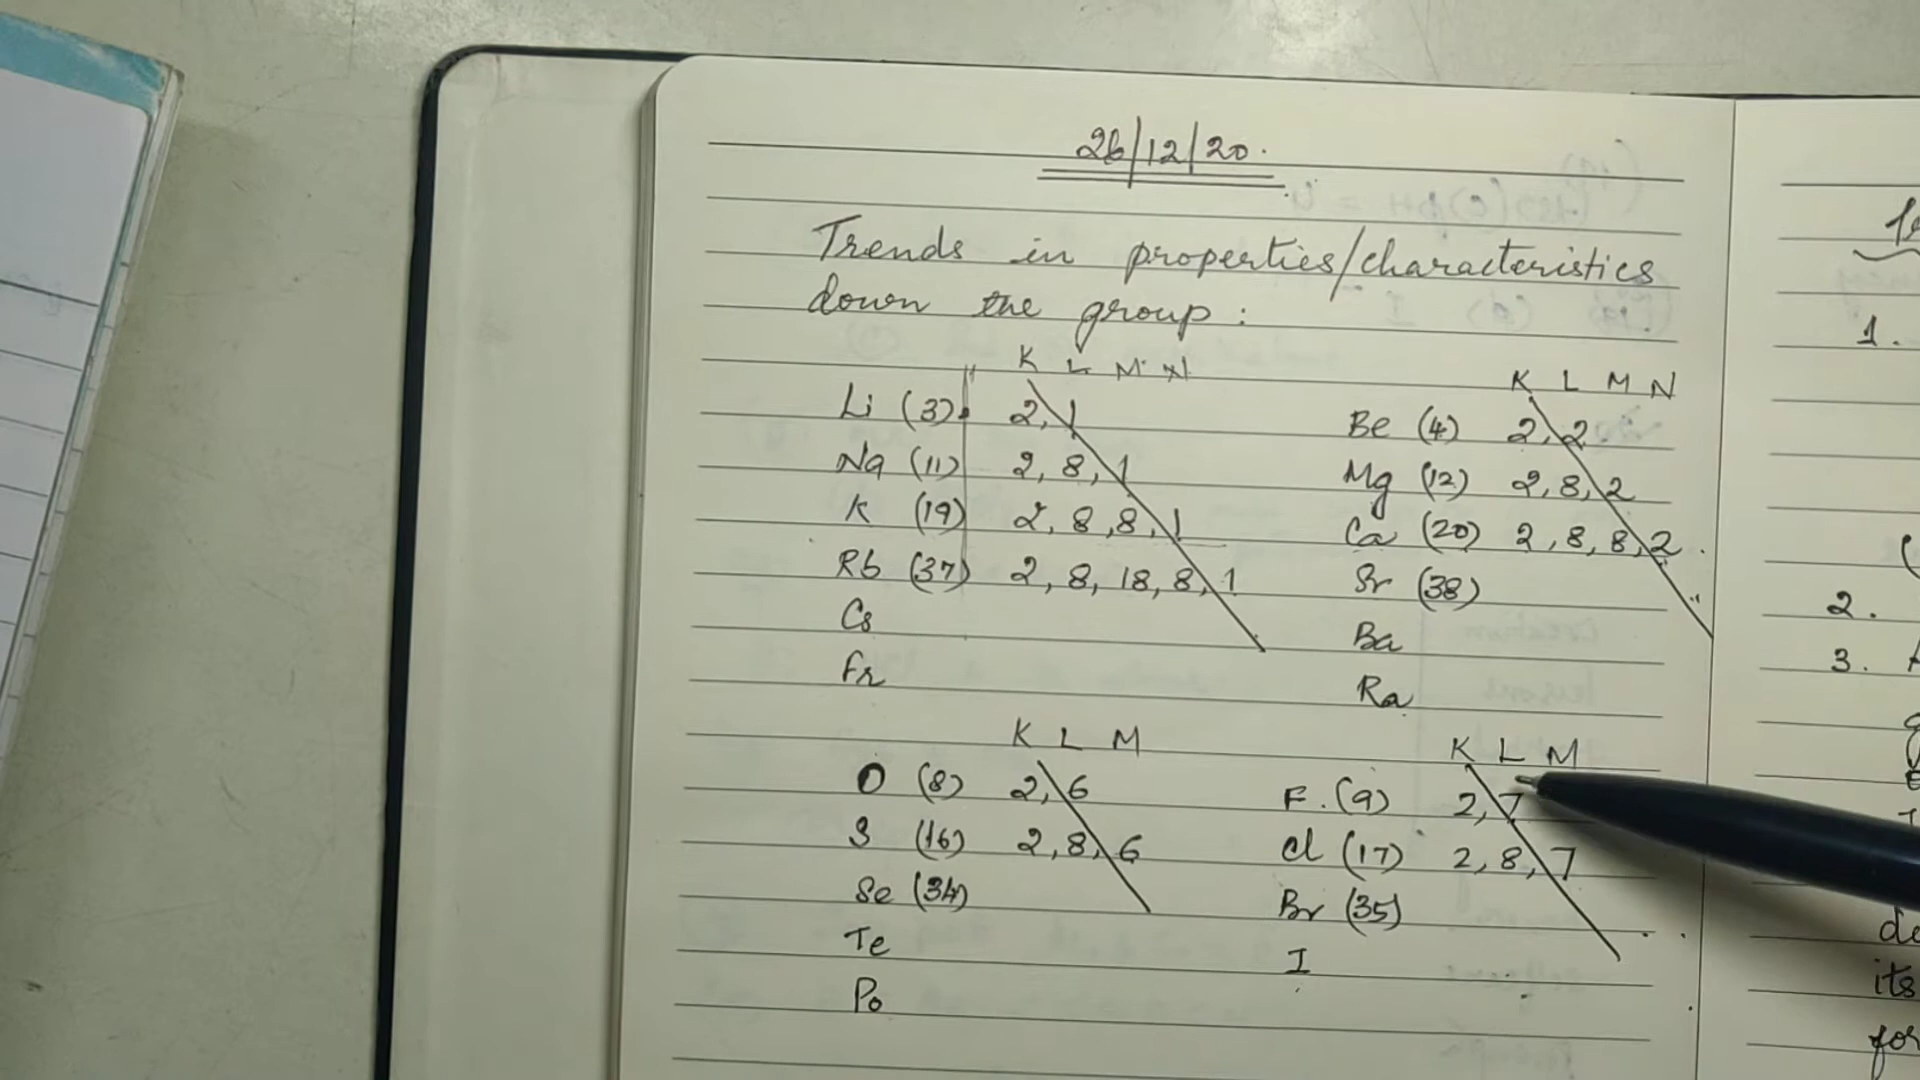 26/12/20.
Trends in properties/characteristics
down the group :
K L M N
Li (3) 2, 1
Na (11) 2, 8, 1
K (19) 2, 8, 8, 1
Rb (37) 2, 8, 18, 8, 1
Cs
Fr
K L M N
Be (4) 2, 2
Mg (12) 2, 8, 2
Ca (20) 2, 8, 8, 2
Sr (38)
Ba
Ra
K L M
O (8) 2, 6
S (16) 2, 8, 6
Se (34)
Te
Po
K L M
F. (9) 2, 7
Cl (17) 2, 8, 7
Br (35)
I
1.
2.
3.
its
for